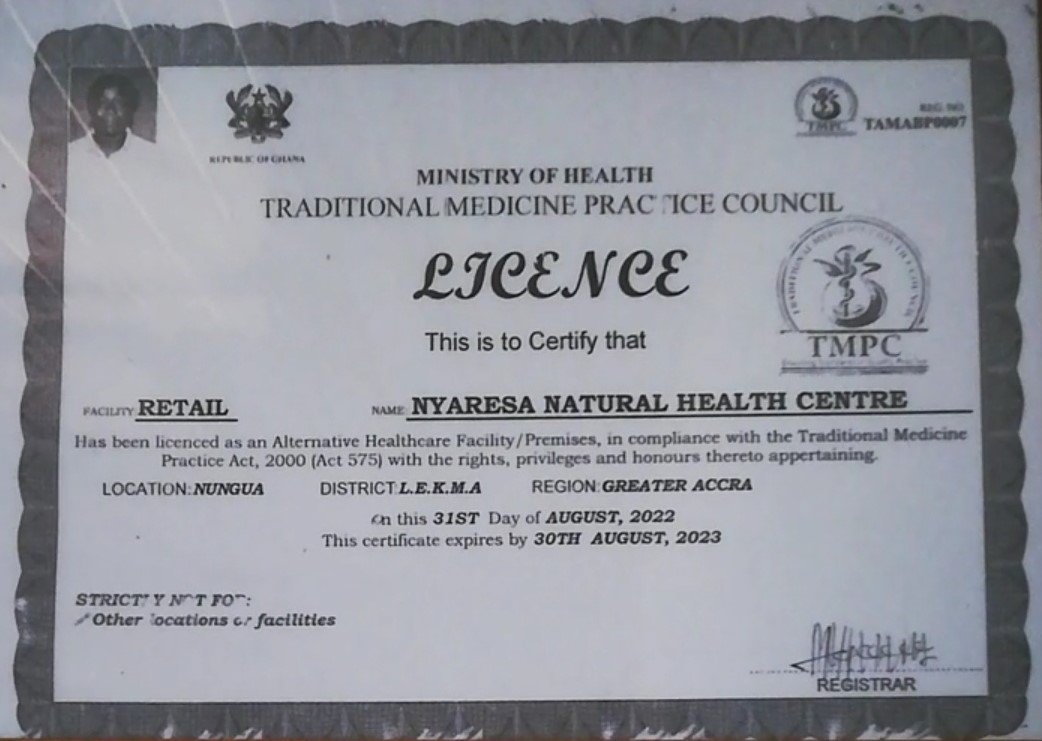 REPUBLIC OF GHANA
TMPC
REG. NO
TAMABP0007
MINISTRY OF HEALTH
TRADITIONAL MEDICINE PRACTICE COUNCIL
LICENCE
This is to Certify that
TMPC
FACILITY: RETAIL NAME: NYARESA NATURAL HEALTH CENTRE
Has been licenced as an Alternative Healthcare Facility/Premises, in compliance with the Traditional Medicine
Practice Act, 2000 (Act 575) with the rights, privileges and honours thereto appertaining.
LOCATION: NUNGUA DISTRICT: L.E.K.M.A REGION: GREATER ACCRA
On this 31ST Day of AUGUST, 2022
This certificate expires by 30TH AUGUST, 2023
STRICTLY NOT FOR:
Other locations or facilities
REGISTRAR